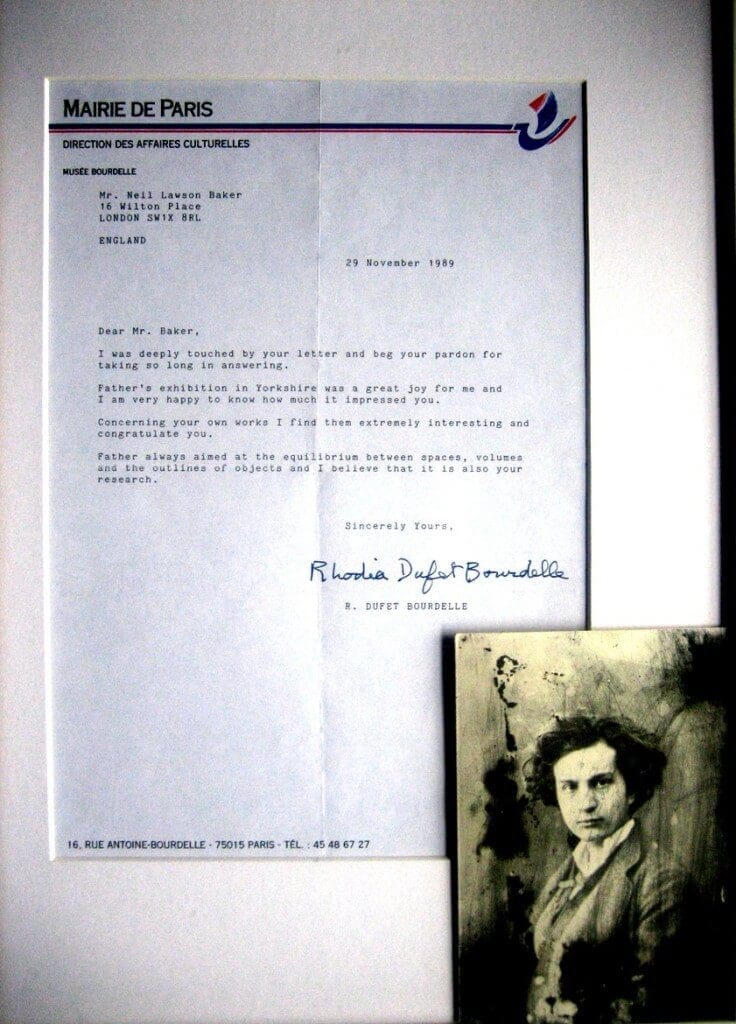 MAIRIE DE PARIS
DIRECTION DES AFFAIRES CULTURELLES
MUSÉE BOURDELLE
Mr. Neil Lawson Baker
16 Wilton Place
LONDON SW1X 8RL
ENGLAND
29 November 1989
Dear Mr. Baker,
I was deeply touched by your letter and beg your pardon for
taking so long in answering.
Father's exhibition in Yorkshire was a great joy for me and
I am very happy to know how much it impressed you.
Concerning your own works I find them extremely interesting and
congratulate you.
Father always aimed at the equilibrium between spaces, volumes
and the outlines of objects and I believe that it is also your
research.
Sincerely Yours,
Rhodia Dufet Bourdelle
R. DUFET BOURDELLE
16, RUE ANTOINE-BOURDELLE - 75015 PARIS - TÉL. : 45 48 67 27